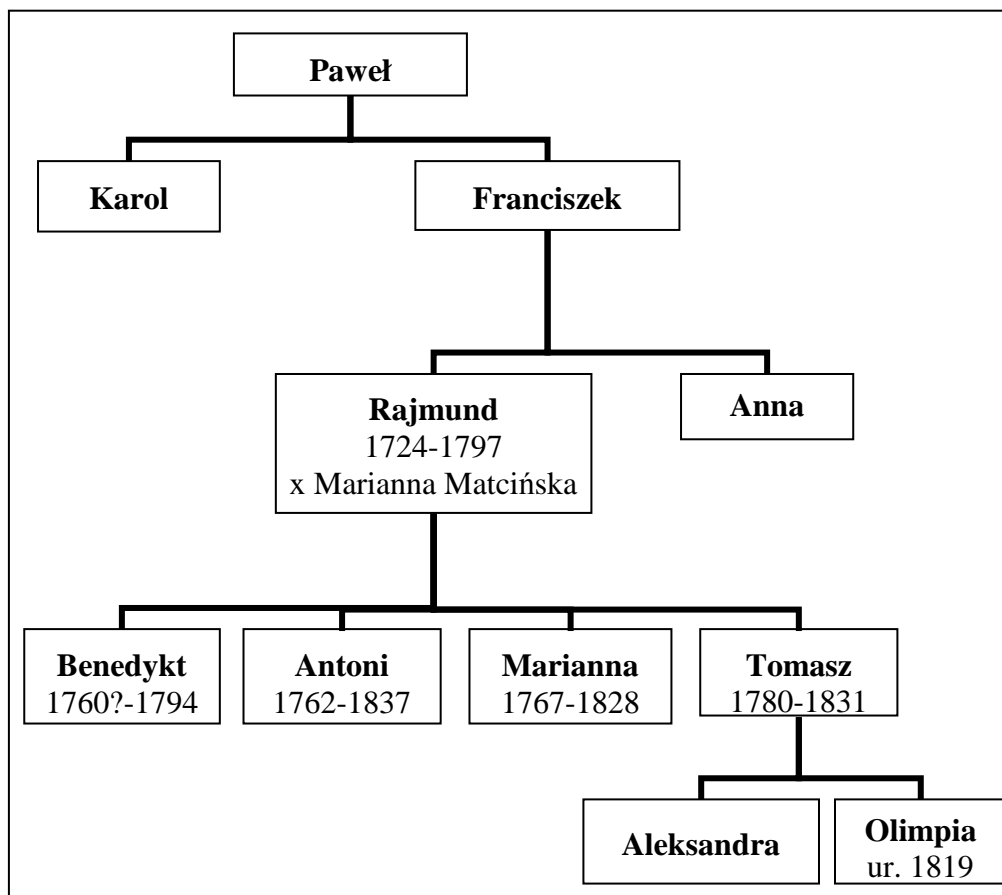 Paweł
Karol
Franciszek
Rajmund
1724-1797
x Marianna Matcińska
Anna
Benedykt
1760?-1794
Antoni
1762-1837
Marianna
1767-1828
Tomasz
1780-1831
Aleksandra
Olimpia
ur. 1819